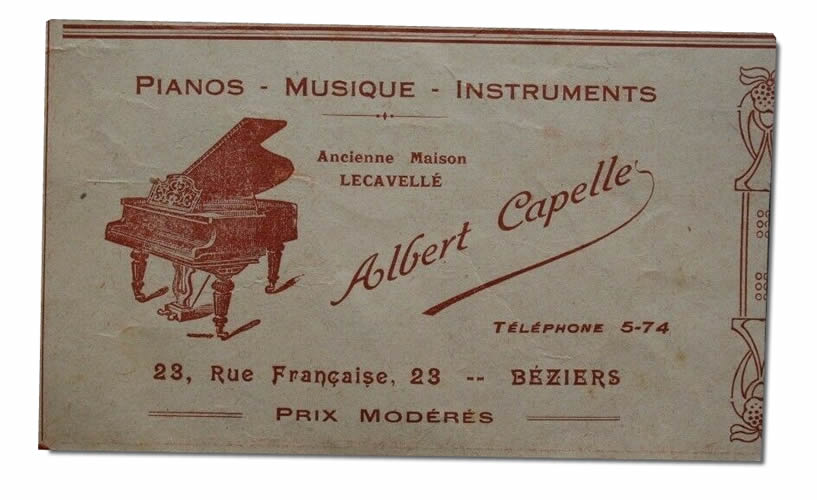 PIANOS - MUSIQUE - INSTRUMENTS
Ancienne Maison
LECAVELLÉ
Albert Capelle
TÉLÉPHONE 5-74
23, Rue Française, 23 -- BÉZIERS
PRIX MODÉRÉS